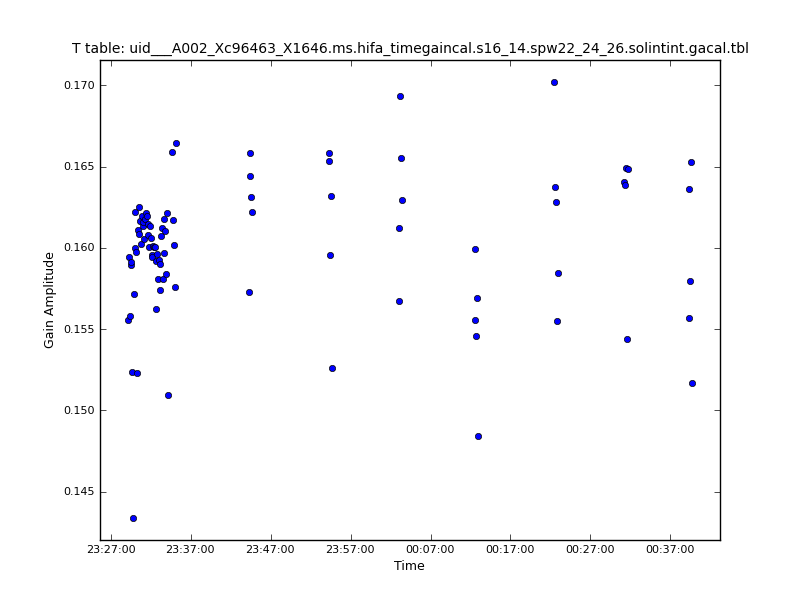 T table: uid___A002_Xc96463_X1646.ms.hifa_timegaincal.s16_14.spw22_24_26.solintint.gacal.tbl
0.170
0.165
0.160
0.155
0.150
0.145
Gain Amplitude
23:27:00 23:37:00 23:47:00 23:57:00 00:07:00 00:17:00 00:27:00 00:37:00
Time